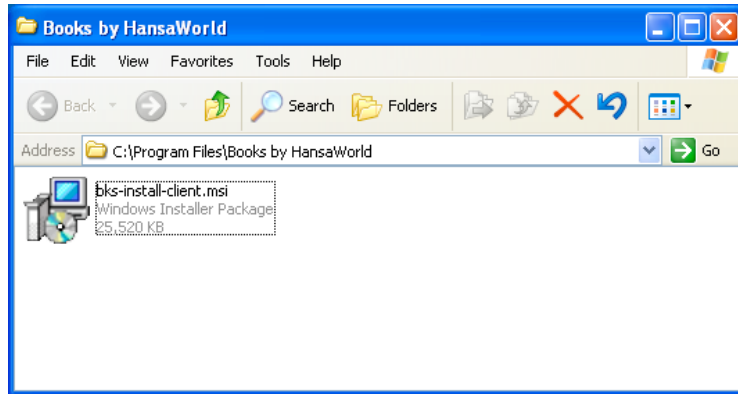 Books by HansaWorld
File Edit View Favorites Tools Help
Back Search Folders
Address C:\Program Files\Books by HansaWorld Go
bks-install-client.msi
Windows Installer Package
25,520 KB